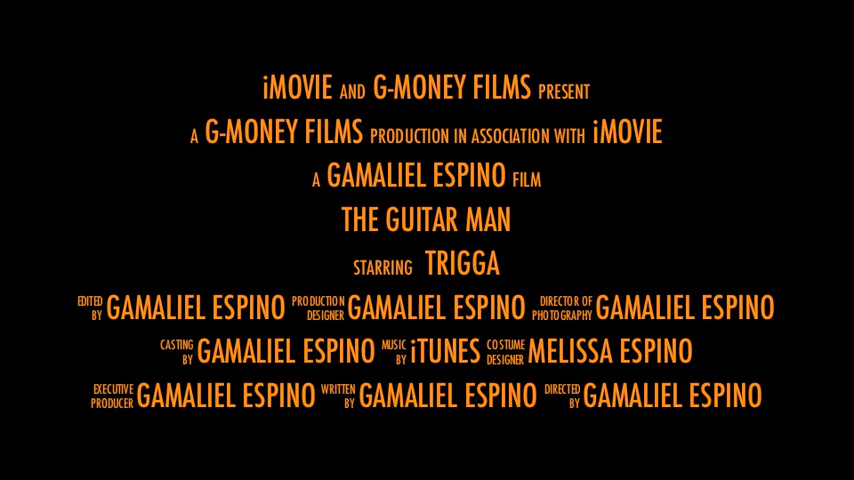 iMOVIE AND G-MONEY FILMS PRESENT
A G-MONEY FILMS PRODUCTION IN ASSOCIATION WITH iMOVIE
A GAMALIEL ESPINO FILM
THE GUITAR MAN
STARRING TRIGGA
EDITED BY GAMALIEL ESPINO PRODUCTION DESIGNER GAMALIEL ESPINO DIRECTOR OF PHOTOGRAPHY GAMALIEL ESPINO
CASTING BY GAMALIEL ESPINO MUSIC BY iTUNES COSTUME DESIGNER MELISSA ESPINO
EXECUTIVE PRODUCER GAMALIEL ESPINO WRITTEN BY GAMALIEL ESPINO DIRECTED BY GAMALIEL ESPINO